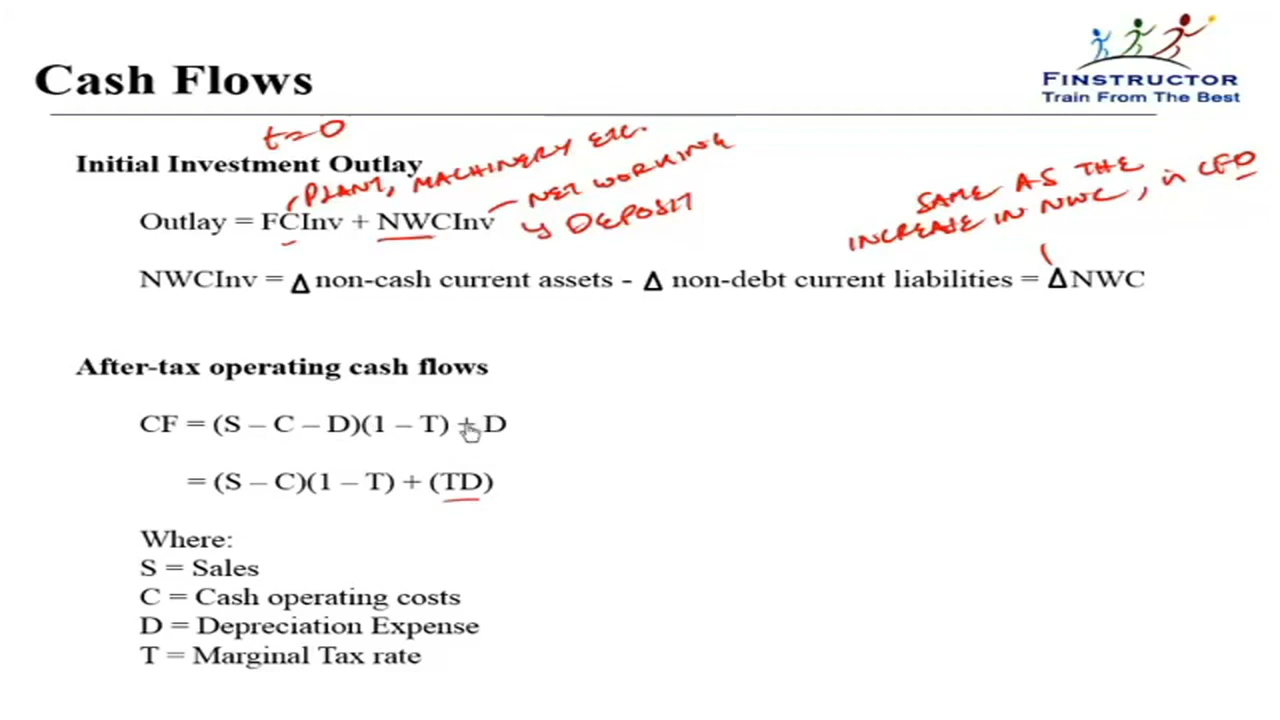 Cash Flows
FINSTRUCTOR
Train From The Best
t=0
Initial Investment Outlay
PLANT, MACHINERY ETC.
NET WORKING
DEPOSIT
Outlay = FCInv + NWCInv
SAME AS THE
INCREASE IN NWC, in CFO
NWCInv = Δ non-cash current assets - Δ non-debt current liabilities = Δ NWC
After-tax operating cash flows
CF = (S – C – D)(1 – T) + D
= (S – C)(1 – T) + (TD)
Where:
S = Sales
C = Cash operating costs
D = Depreciation Expense
T = Marginal Tax rate